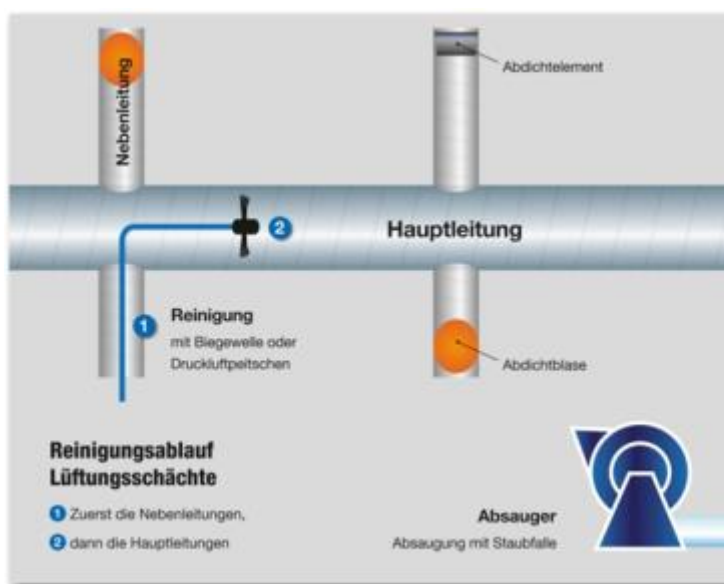 Nebenleitung
Abdichtelement
Hauptleitung
2
1
Reinigung
mit Biegewelle oder
Druckluftpeitschen
Abdichtblase
Reinigungsablauf
Lüftungsschächte
1 Zuerst die Nebenleitungen,
2 dann die Hauptleitungen
Absauger
Absaugung mit Staubfalle